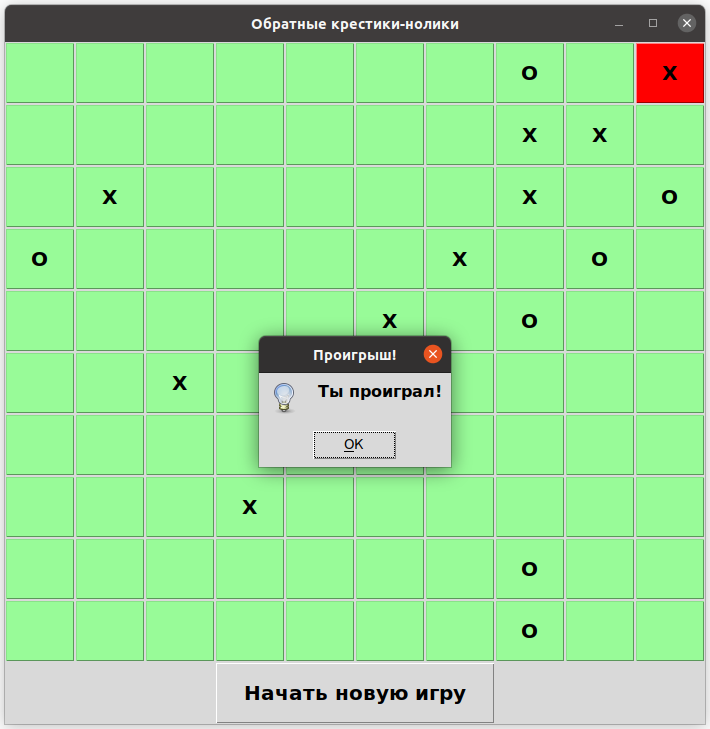 Обратные крестики-нолики
O X
X X
X X O
O X O
X O
X
Проигрыш!
Ты проиграл!
OK
X
O
O
Начать новую игру